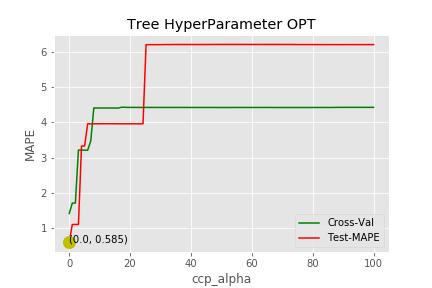 Tree HyperParameter OPT
6
5
4
3
2
1
MAPE
(0.0, 0.585)
Cross-Val
Test-MAPE
0 20 40 60 80 100
ccp_alpha